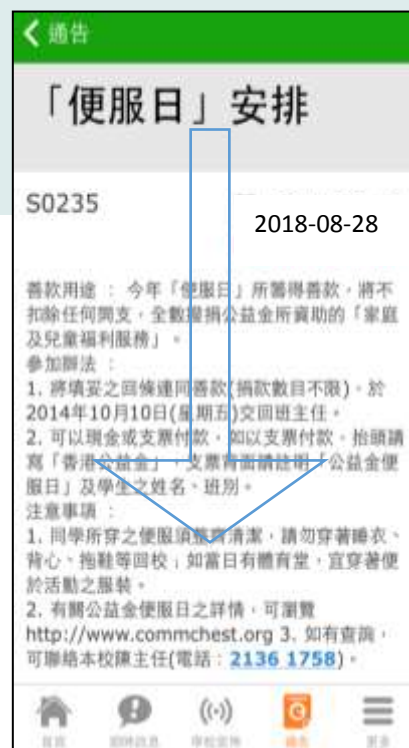 通告
「便服日」安排
S0235
2018-08-28
善款用途 ： 今年「便服日」所籌得善款，將不
扣除任何開支，全數撥捐公益金所資助的「家庭
及兒童福利服務」。
參加辦法 ：
1. 將填妥之回條連同善款(捐款數目不限)，於
2014年10月10日(星期五)交回班主任。
2. 可以現金或支票付款，如以支票付款，抬頭請
寫「香港公益金」，支票背面請註明「公益金便
服日」及學生之姓名、班別。
注意事項 ：
1. 同學所穿之便服須整齊清潔，請勿穿著睡衣、
背心、拖鞋等回校；如當日有體育堂，宜穿著便
於活動之服裝。
2. 有關公益金便服日之詳情，可瀏覽
http://www.commchest.org 3. 如有查詢，
可聯絡本校陳主任(電話：2136 1758)。
首頁
通告
更多